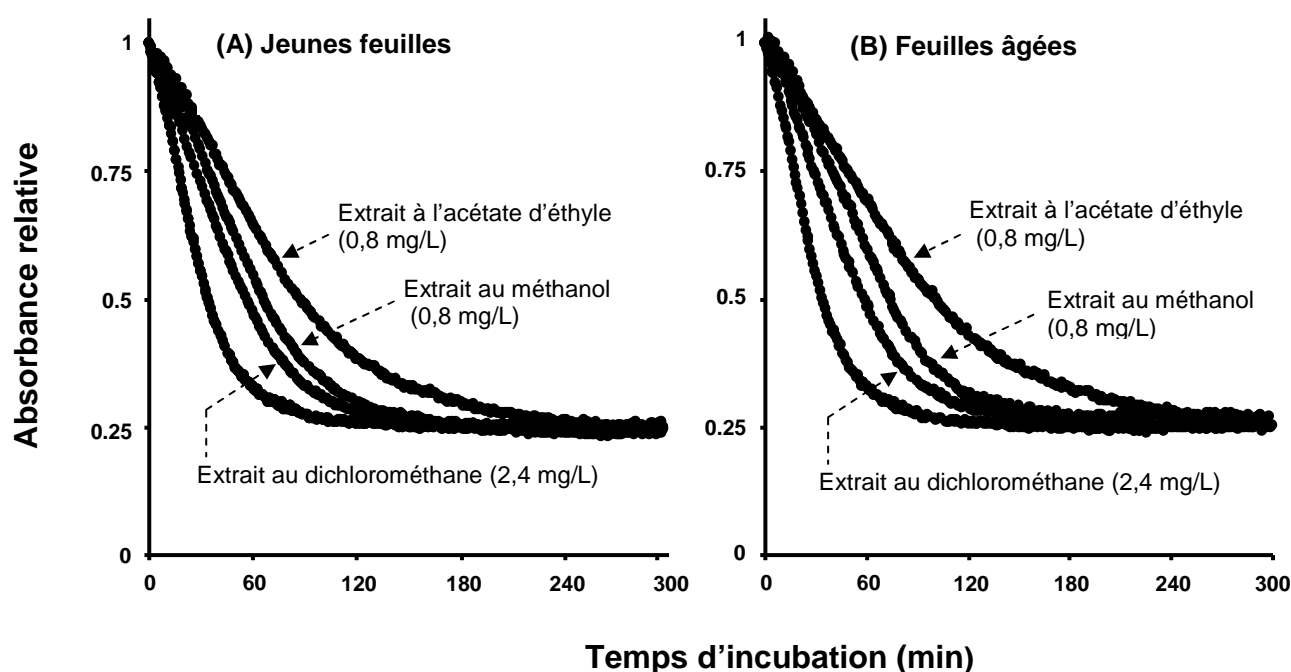 (A) Jeunes feuilles
Absorbance relative
1
0.75
0.5
0.25
0
Extrait à l'acétate d'éthyle
(0,8 mg/L)
Extrait au méthanol
(0,8 mg/L)
Extrait au dichlorométhane (2,4 mg/L)
0 60 120 180 240 300
(B) Feuilles âgées
1
0.75
0.5
0.25
0
Extrait à l'acétate d'éthyle
(0,8 mg/L)
Extrait au méthanol
(0,8 mg/L)
Extrait au dichlorométhane (2,4 mg/L)
0 60 120 180 240 300
Temps d'incubation (min)